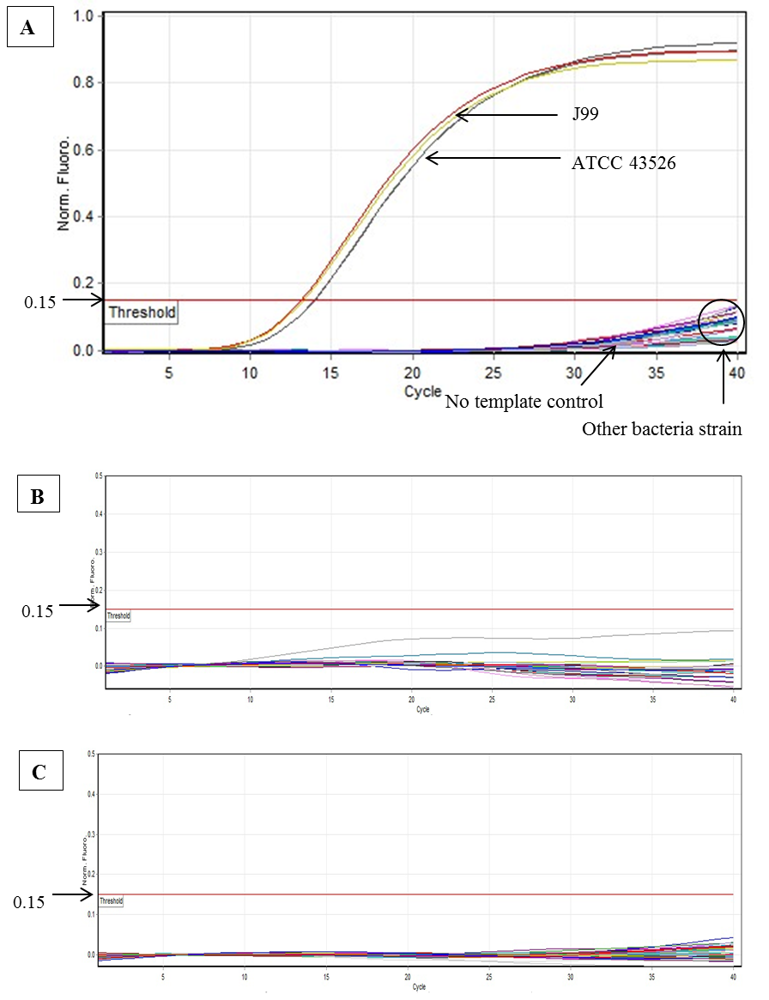 A
1.0
0.8
J99
0.6
ATCC 43526
Norm. Fluoro.
0.4
0.2
0.15
Threshold
0.0
5 10 15 20 25 30 35 40
Cycle
No template control
Other bacteria strain
B
0.5
0.4
0.3
Norm. Fluoro.
0.2
0.15
Threshold
0.1
0.0
5 10 15 20 25 30 35 40
Cycle
C
0.5
0.4
0.3
Norm. Fluoro.
0.2
0.15
Threshold
0.1
0.0
5 10 15 20 25 30 35 40
Cycle